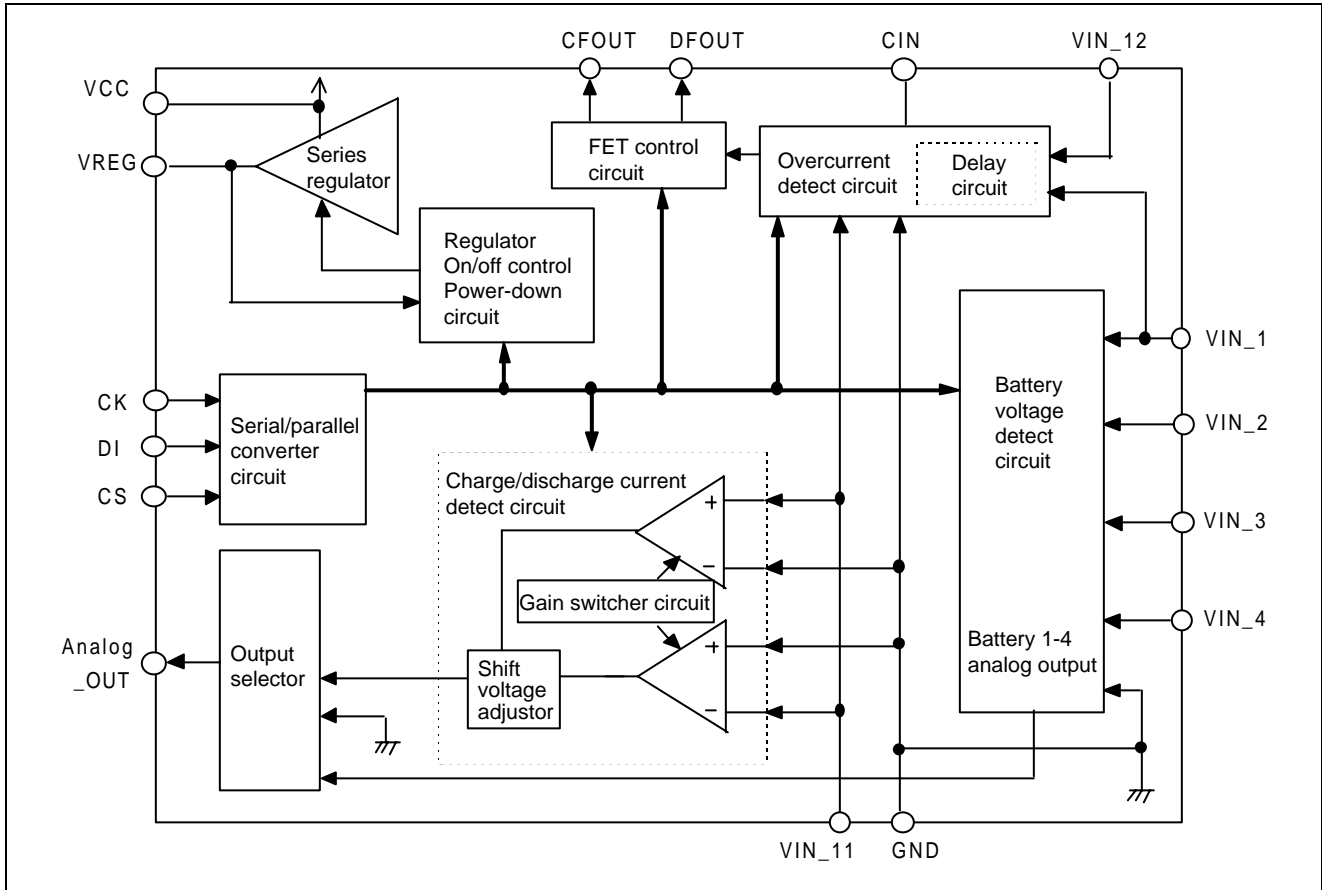 CFOUT DFOUT CIN VIN_12
VCC
VREG
Series
regulator
FET control
circuit
Overcurrent
detect circuit
Delay
circuit
Regulator
On/off control
Power-down
circuit
VIN_1
CK
DI
CS
Serial/parallel
converter
circuit
Battery
voltage
detect
circuit
VIN_2
VIN_3
VIN_4
Charge/discharge current
detect circuit
+
−
Gain switcher circuit
+
−
Shift
voltage
adjustor
Battery 1-4
analog output
Analog
_OUT
Output
selector
VIN_11 GND